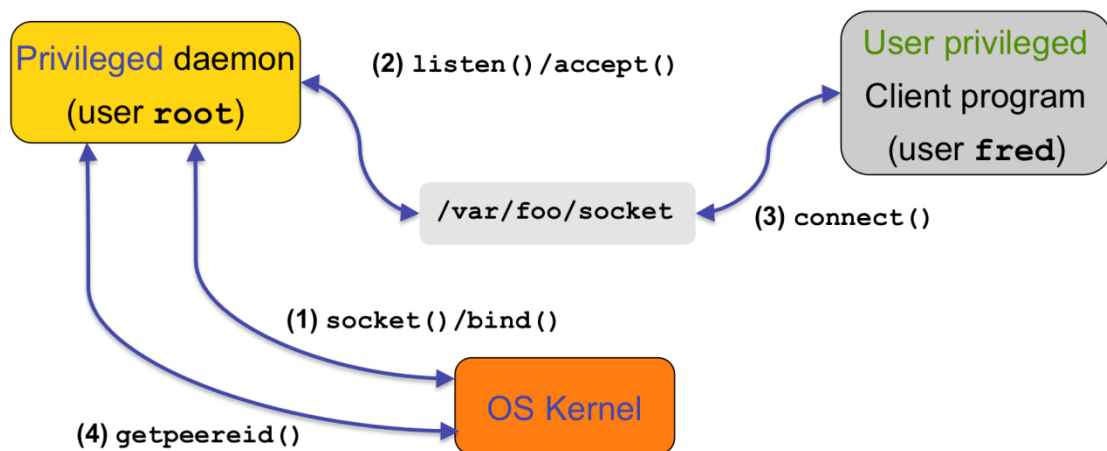 Privileged daemon
(user root)
(2) listen()/accept()
User privileged
Client program
(user fred)
/var/foo/socket
(3) connect()
(1) socket()/bind()
OS Kernel
(4) getpeereid()